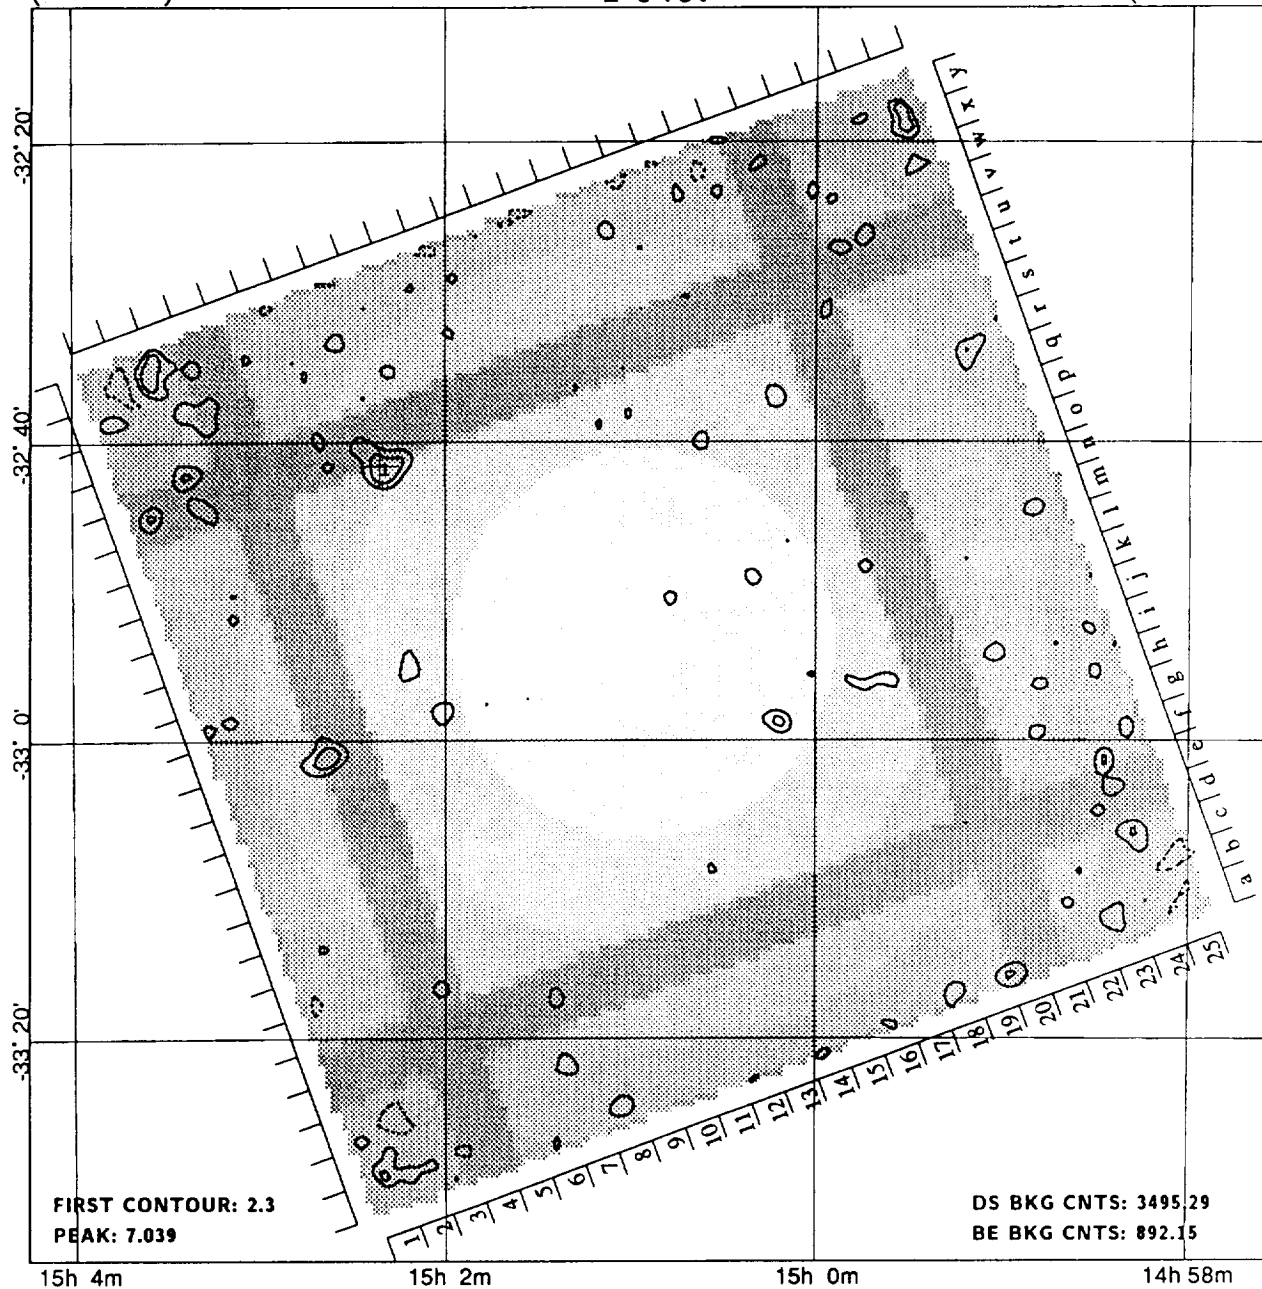 -32° 20'
-32° 40'
-33° 0'
-33° 20'
y
x
w
v
u
t
s
r
q
p
o
n
m
l
k
j
i
h
g
f
e
d
c
b
a
25
24
23
22
21
20
19
18
17
16
15
14
13
12
11
10
9
8
7
6
5
4
3
2
1
FIRST CONTOUR: 2.3
PEAK: 7.039
DS BKG CNTS: 3495.29
BE BKG CNTS: 892.15
15h 4m
15h 2m
15h 0m
14h 58m